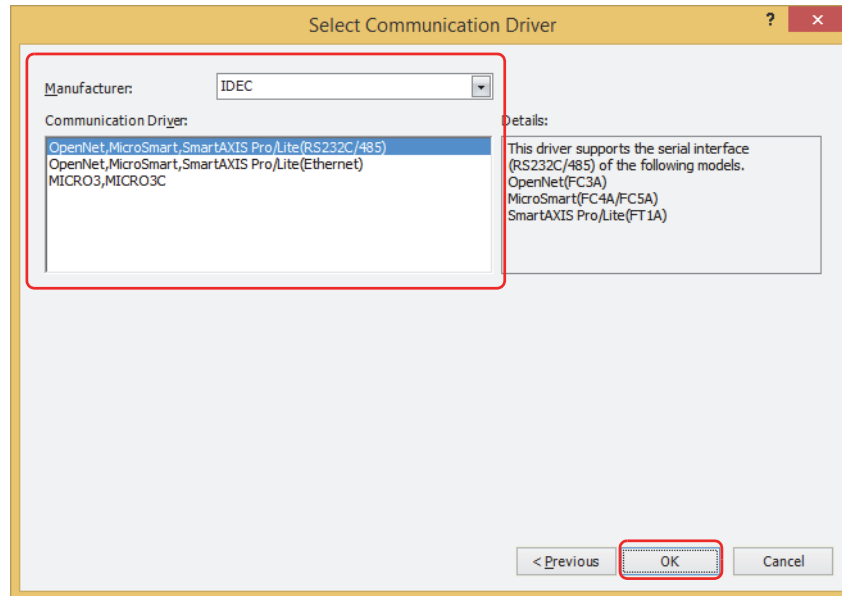 Select Communication Driver
?
×
Manufacturer:
IDEC
Communication Driver:
OpenNet,MicroSmart,SmartAXIS Pro/Lite(RS232C/485)
OpenNet,MicroSmart,SmartAXIS Pro/Lite(Ethernet)
MICRO3,MICRO3C
Details:
This driver supports the serial interface
(RS232C/485) of the following models.
OpenNet(FC3A)
MicroSmart(FC4A/FC5A)
SmartAXIS Pro/Lite(FT1A)
< Previous
OK
Cancel